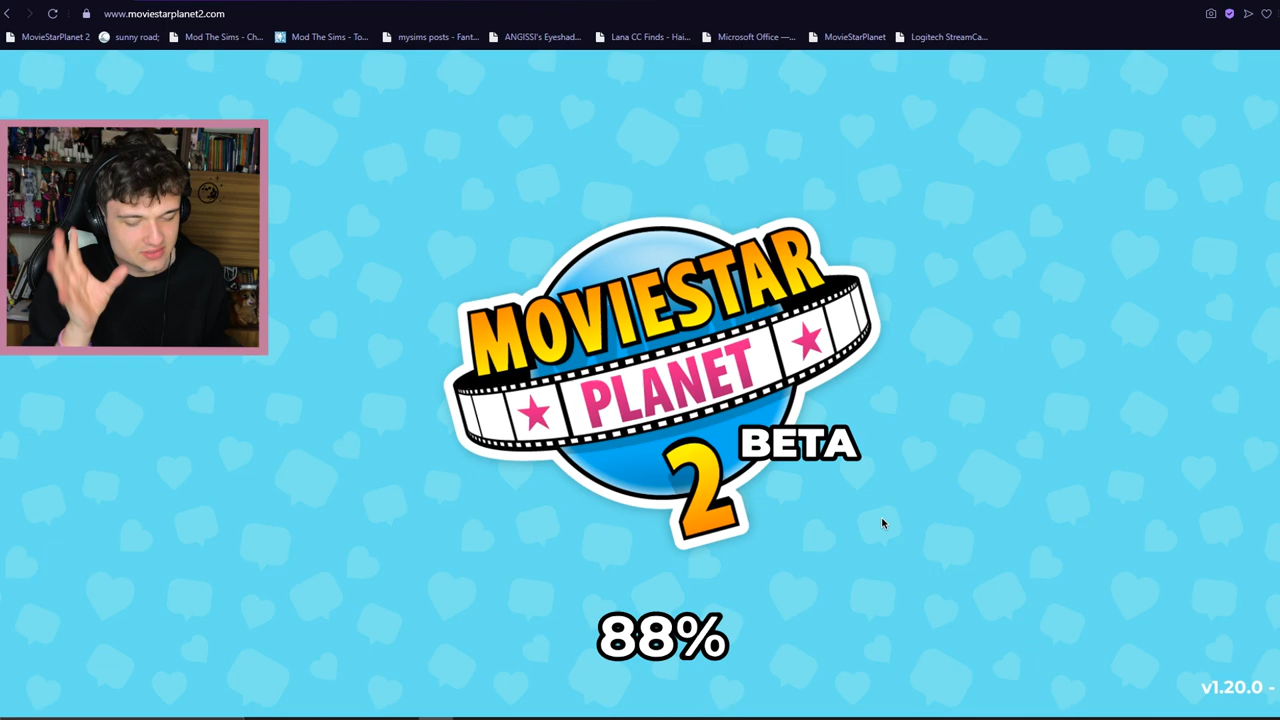 www.moviestarplanet2.com
MovieStarPlanet 2
sunny road;
Mod The Sims - Ch...
Mod The Sims - To...
mysims posts - Fant...
ANGISSI's Eyeshad...
Lana CC Finds - Hai...
Microsoft Office —...
MovieStarPlanet
Logitech StreamCa...
MOVIESTAR
PLANET
2
BETA
88%
v1.20.0 -